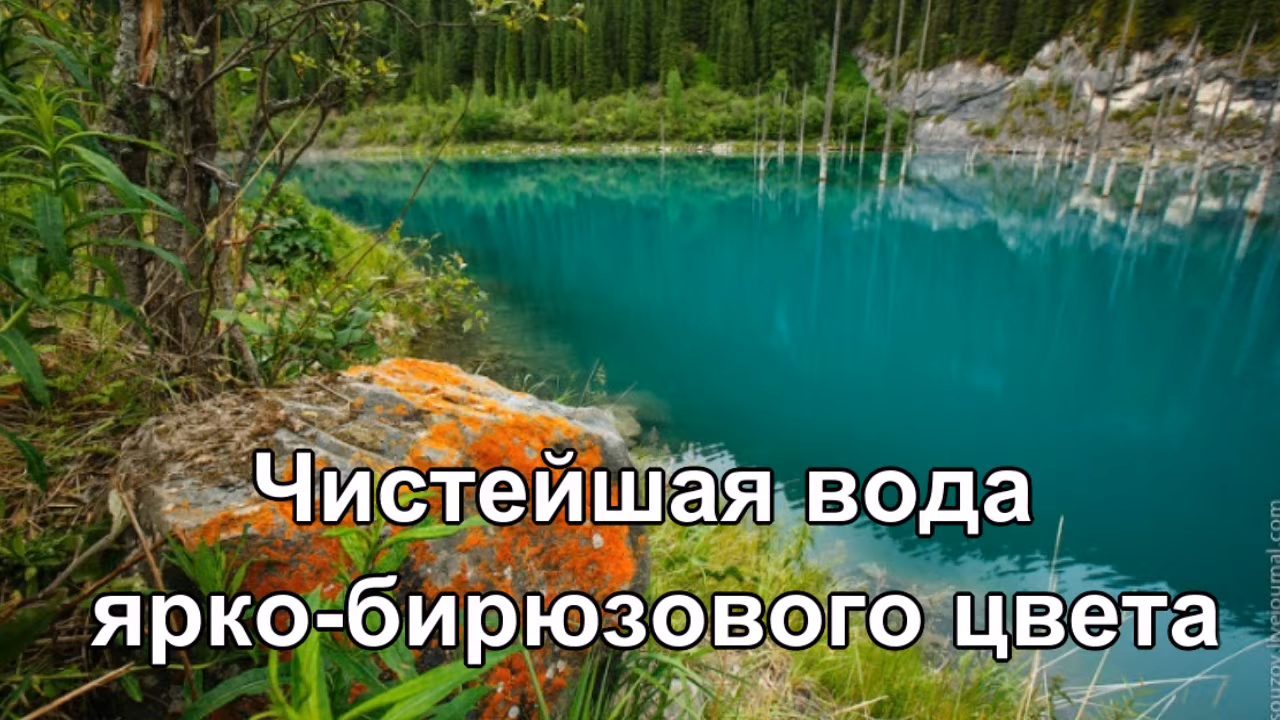 Чистейшая вода
ярко-бирюзового цвета